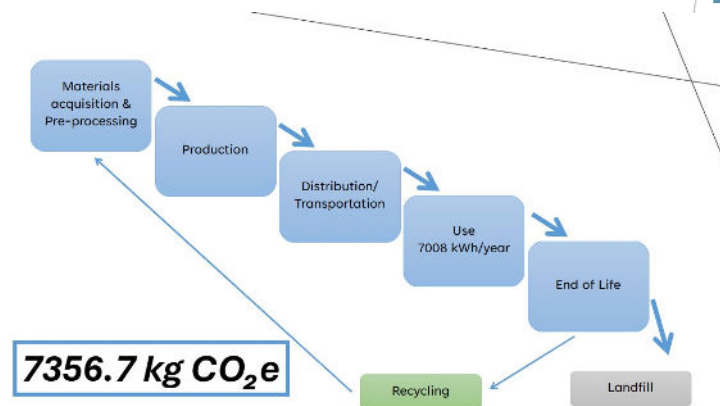 Materials
acquisition &
Pre-processing
Production
Distribution/
Transportation
Use
7008 kWh/year
End of Life
7356.7 kg CO₂e
Recycling
Landfill